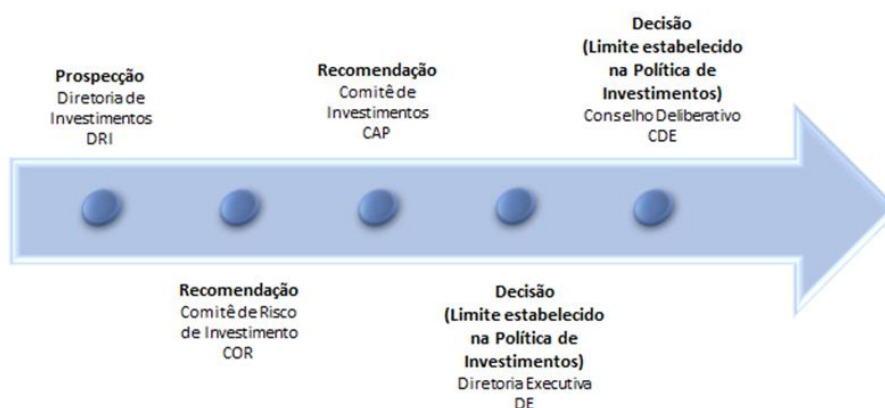 Prospecção
Diretoria de
Investimentos
DRI
Recomendação
Comitê de Risco
de Investimento
COR
Recomendação
Comitê de
Investimentos
CAP
Decisão
(Limite estabelecido
na Política de
Investimentos)
Diretoria Executiva
DE
Decisão
(Limite estabelecido
na Política de
Investimentos)
Conselho Deliberativo
CDE